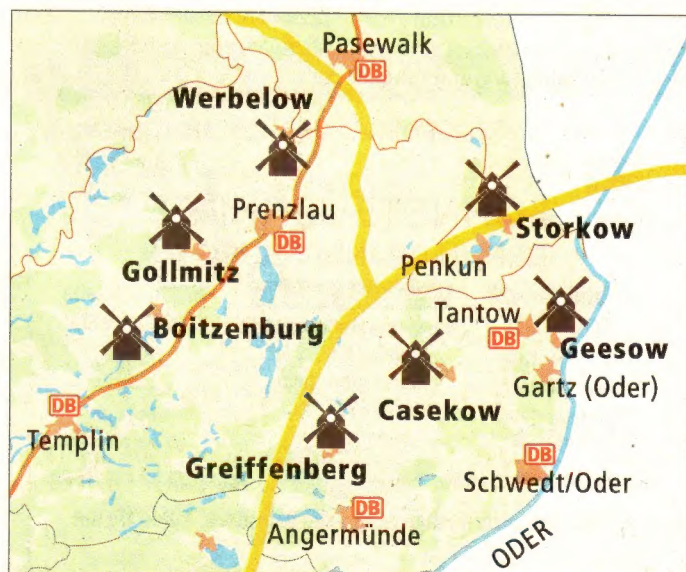 Pasewalk
DB
Werbelow
Prenzlau
DB
Storkow
Gollmitz
Penkun
Boitzenburg
Tantow
DB
Geesow
Gartz (Oder)
DB
Casekow
Templin
Greiffenberg
DB
Schwedt/Oder
DB
Angermünde
ODER